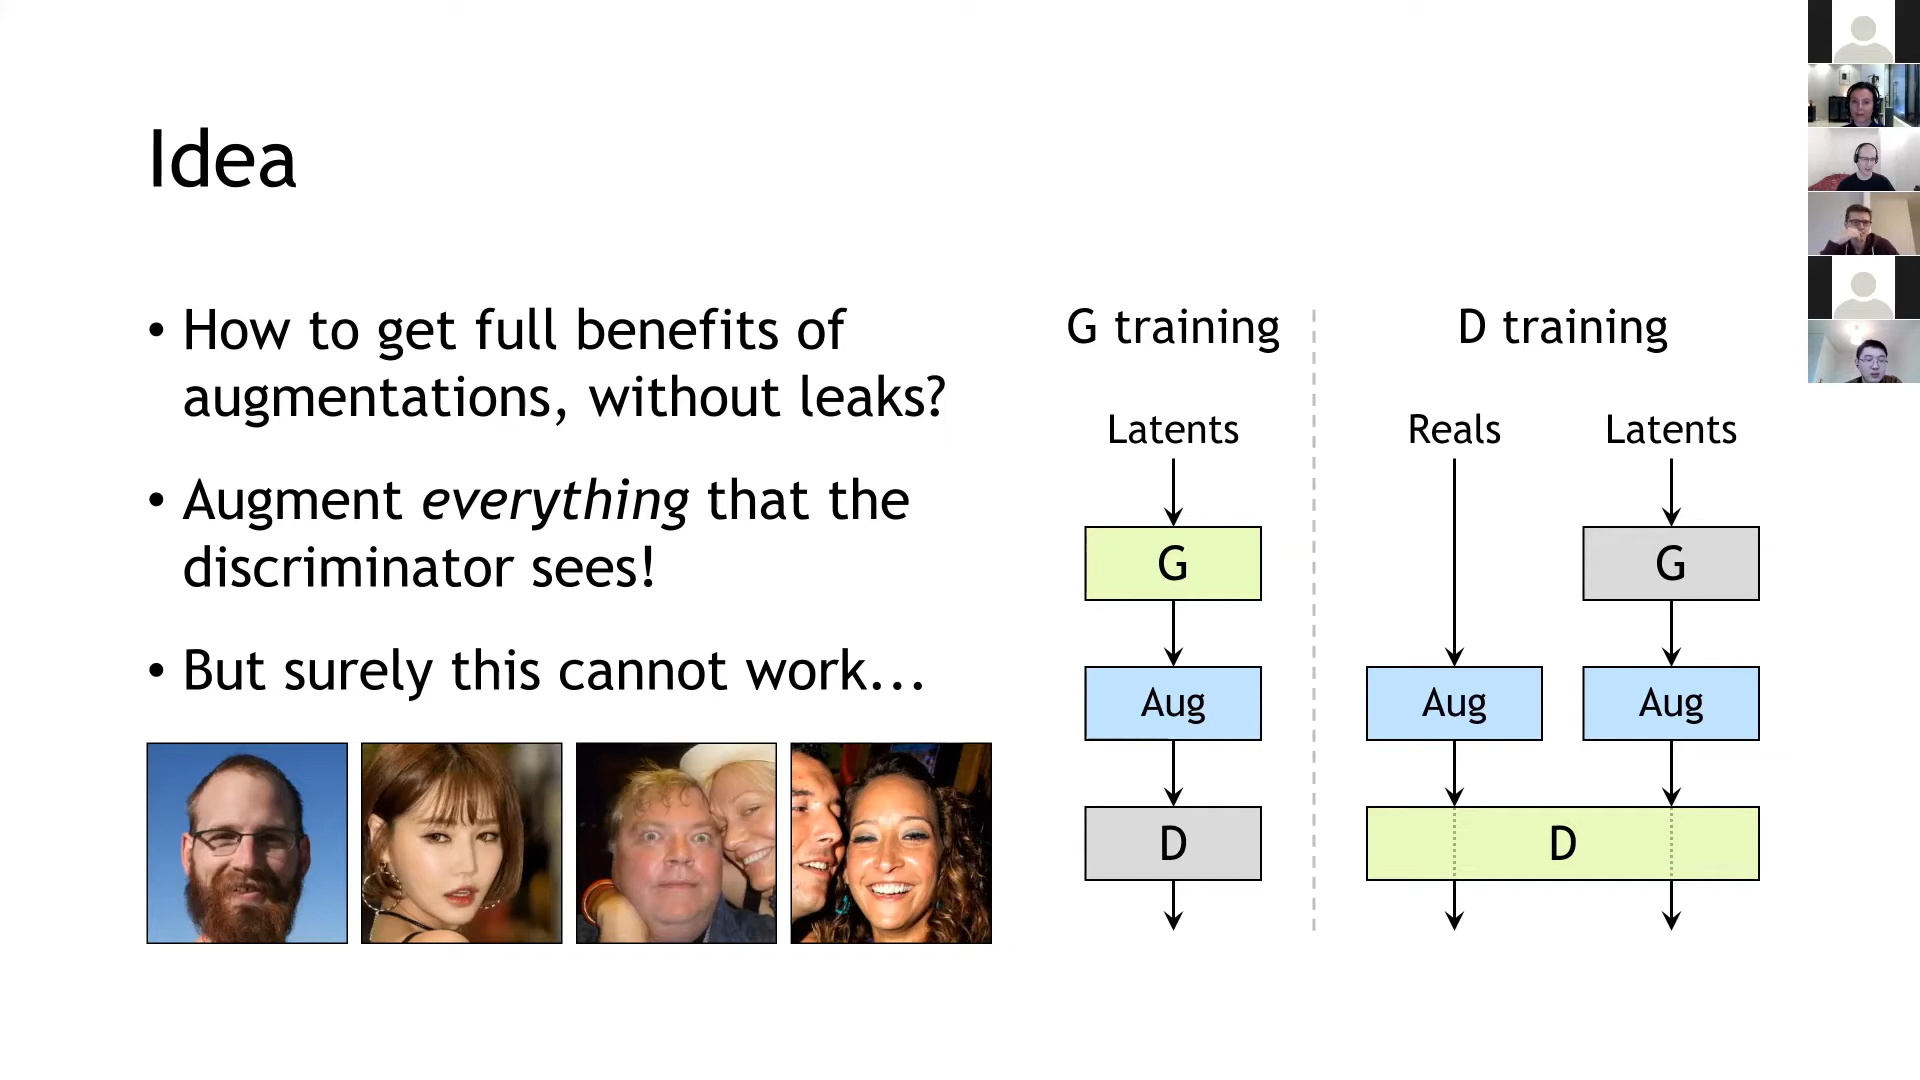 Idea
• How to get full benefits of
augmentations, without leaks?
• Augment everything that the
discriminator sees!
• But surely this cannot work...
G training
D training
Latents
Reals
Latents
G
G
Aug
Aug
Aug
D
D